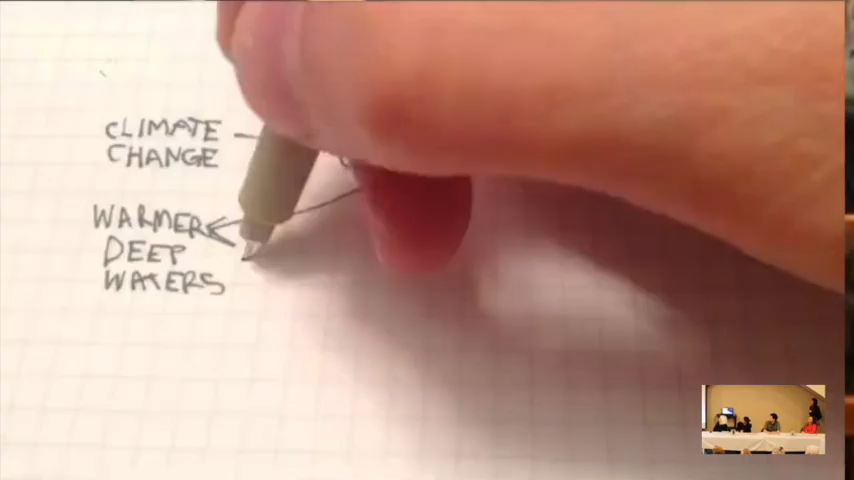 CLIMATE
CHANGE
WARMER
DEEP
WATERS